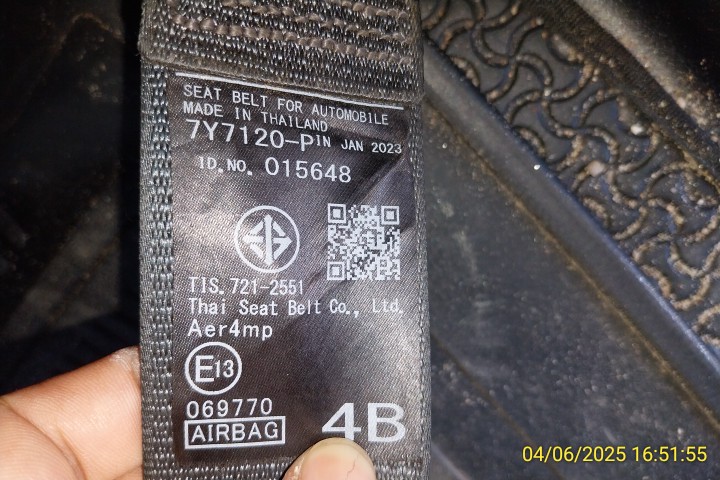 SEAT BELT FOR AUTOMOBILE
MADE IN THAILAND
7Y7120-P IN JAN 2023
ID.NO. 015648
TIS. 721-2551
Thai Seat Belt Co., Ltd.
Aer4mp
E13
069770
AIRBAG
4B
04/06/2025 16:51:55